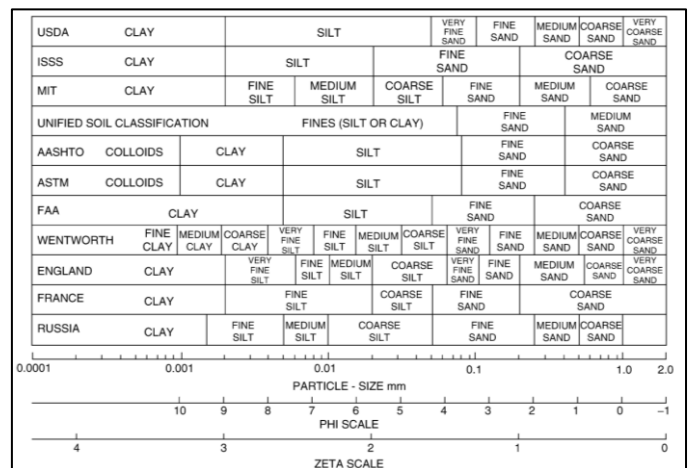 USDA CLAY SILT VERY FINE SAND FINE SAND MEDIUM SAND COARSE SAND VERY COARSE SAND
ISSS CLAY SILT FINE SAND COARSE SAND
MIT CLAY FINE SILT MEDIUM SILT COARSE SILT FINE SAND MEDIUM SAND COARSE SAND
UNIFIED SOIL CLASSIFICATION FINES (SILT OR CLAY) FINE SAND MEDIUM SAND
AASHTO COLLOIDS CLAY SILT FINE SAND COARSE SAND
ASTM COLLOIDS CLAY SILT FINE SAND COARSE SAND
FAA CLAY SILT FINE SAND COARSE SAND
WENTWORTH FINE CLAY MEDIUM CLAY COARSE CLAY VERY FINE SILT FINE SILT MEDIUM SILT COARSE SILT VERY FINE SAND FINE SAND MEDIUM SAND COARSE SAND VERY COARSE SAND
ENGLAND CLAY VERY FINE SILT FINE SILT MEDIUM SILT COARSE SILT VERY FINE SAND FINE SAND MEDIUM SAND COARSE SAND VERY COARSE SAND
FRANCE CLAY FINE SILT COARSE SILT FINE SAND COARSE SAND
RUSSIA CLAY FINE SILT MEDIUM SILT COARSE SILT FINE SAND MEDIUM SAND COARSE SAND
0.0001 0.001 0.01 0.1 1.0 2.0
PARTICLE - SIZE mm
10 9 8 7 6 5 4 3 2 1 0 -1
PHI SCALE
4 3 2 1 0
ZETA SCALE